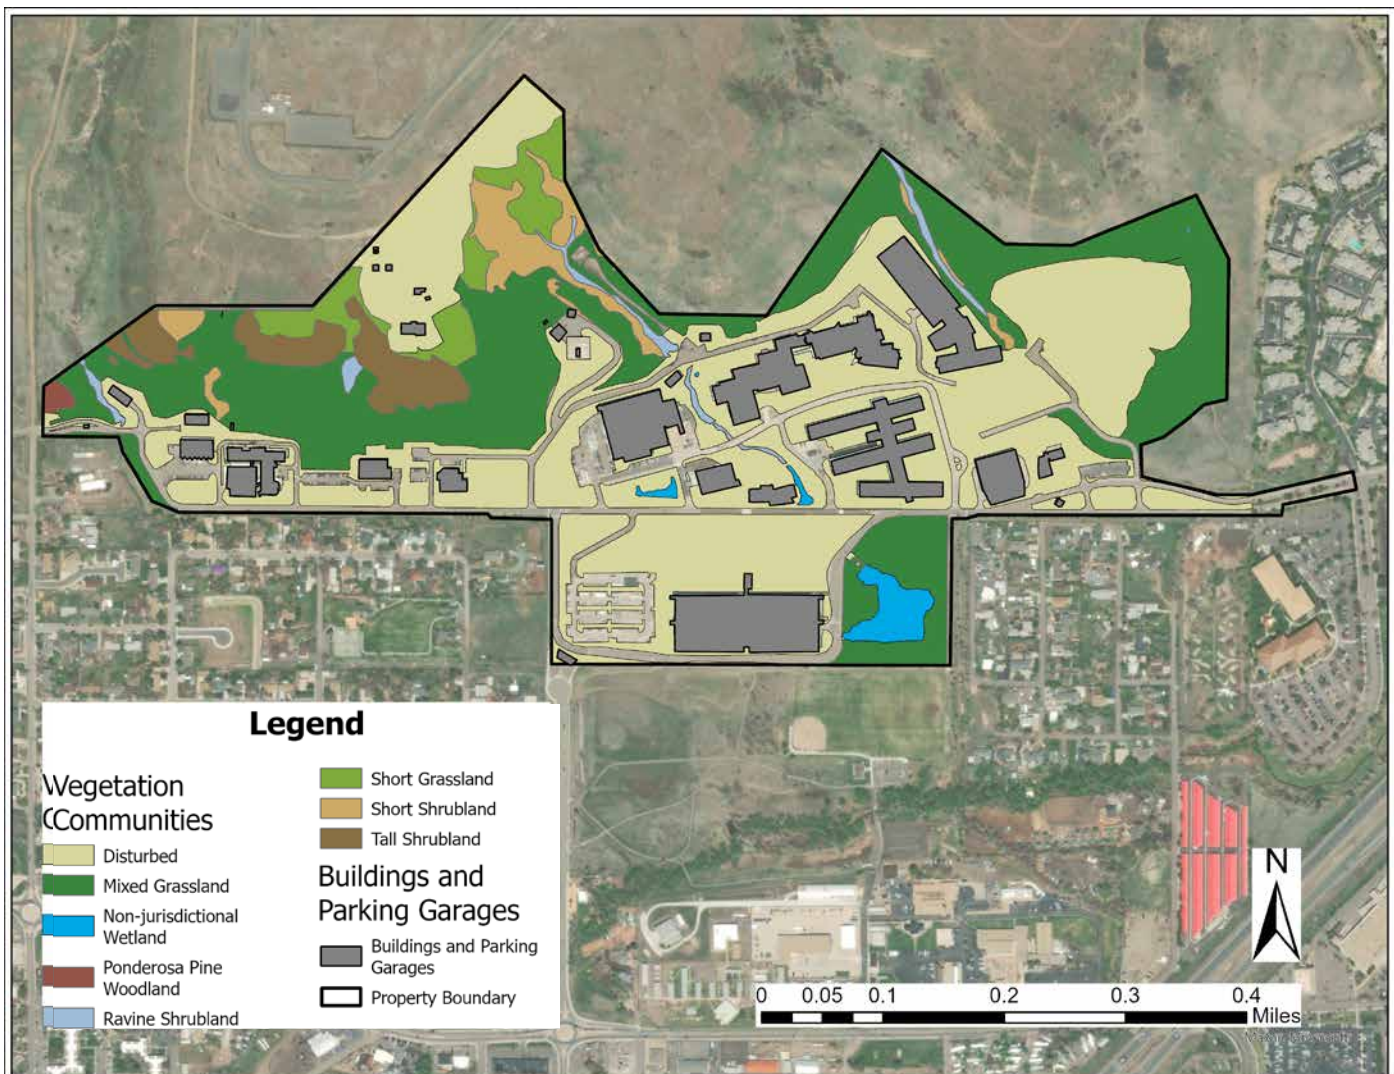 Legend
Wegetation
Communities
Disturbed
Mixed Grassland
Non-jurisdictional
Wetland
Ponderosa Pine
Woodland
Ravine Shrubland
Short Grassland
Short Shrubland
Tall Shrubland
Buildings and
Parking Garages
Buildings and Parking
Garages
Property Boundary
N
0 0.05 0.1 0.2 0.3 0.4
Miles